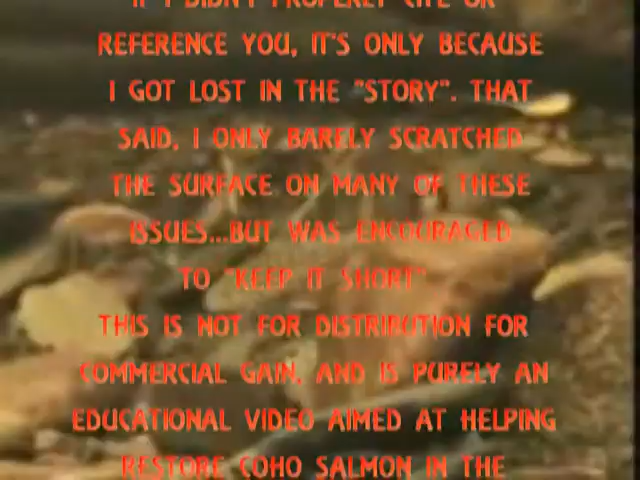 IF I DIDN'T PROPERLY CITE OR
REFERENCE YOU, IT'S ONLY BECAUSE
I GOT LOST IN THE "STORY". THAT
SAID, I ONLY BARELY SCRATCHED
THE SURFACE ON MANY OF THESE
ISSUES...BUT WAS ENCOURAGED
TO "KEEP IT SHORT"
THIS IS NOT FOR DISTRIBUTION FOR
COMMERCIAL GAIN, AND IS PURELY AN
EDUCATIONAL VIDEO AIMED AT HELPING
RESTORE COHO SALMON IN THE